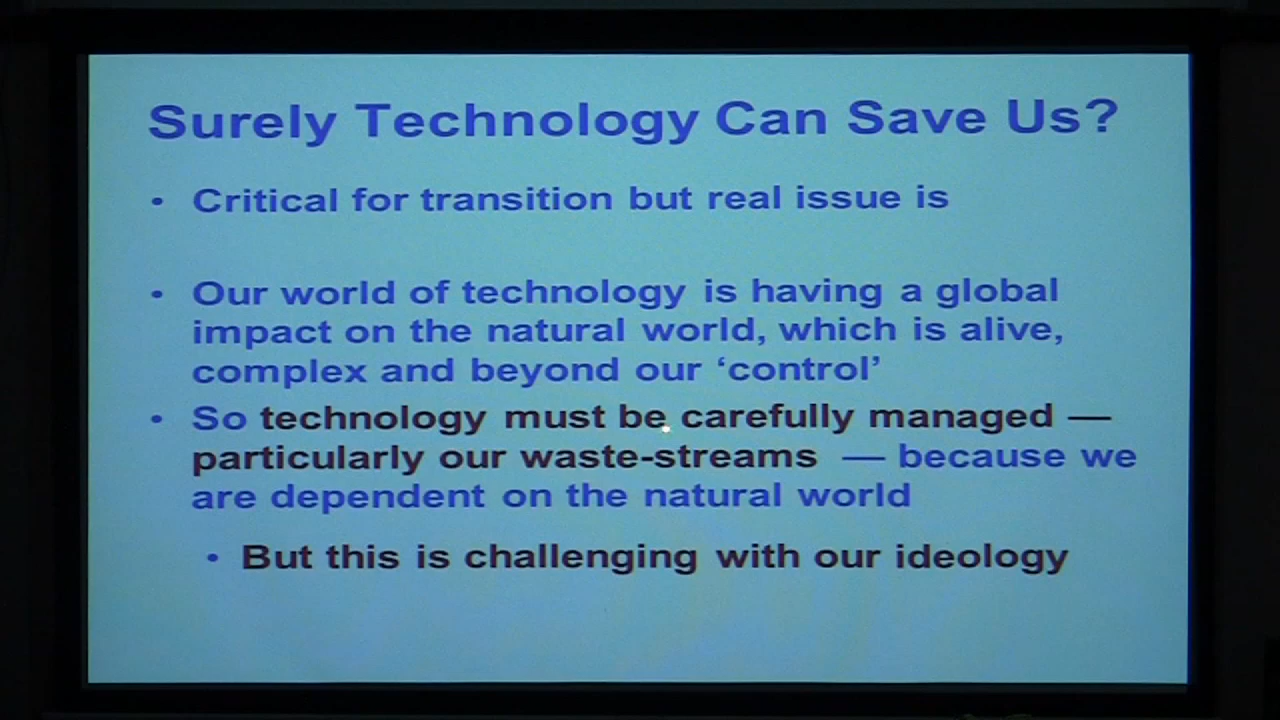 Surely Technology Can Save Us?
• Critical for transition but real issue is
• Our world of technology is having a global
impact on the natural world, which is alive,
complex and beyond our ‘control’
• So technology must be carefully managed —
particularly our waste-streams — because we
are dependent on the natural world
• But this is challenging with our ideology